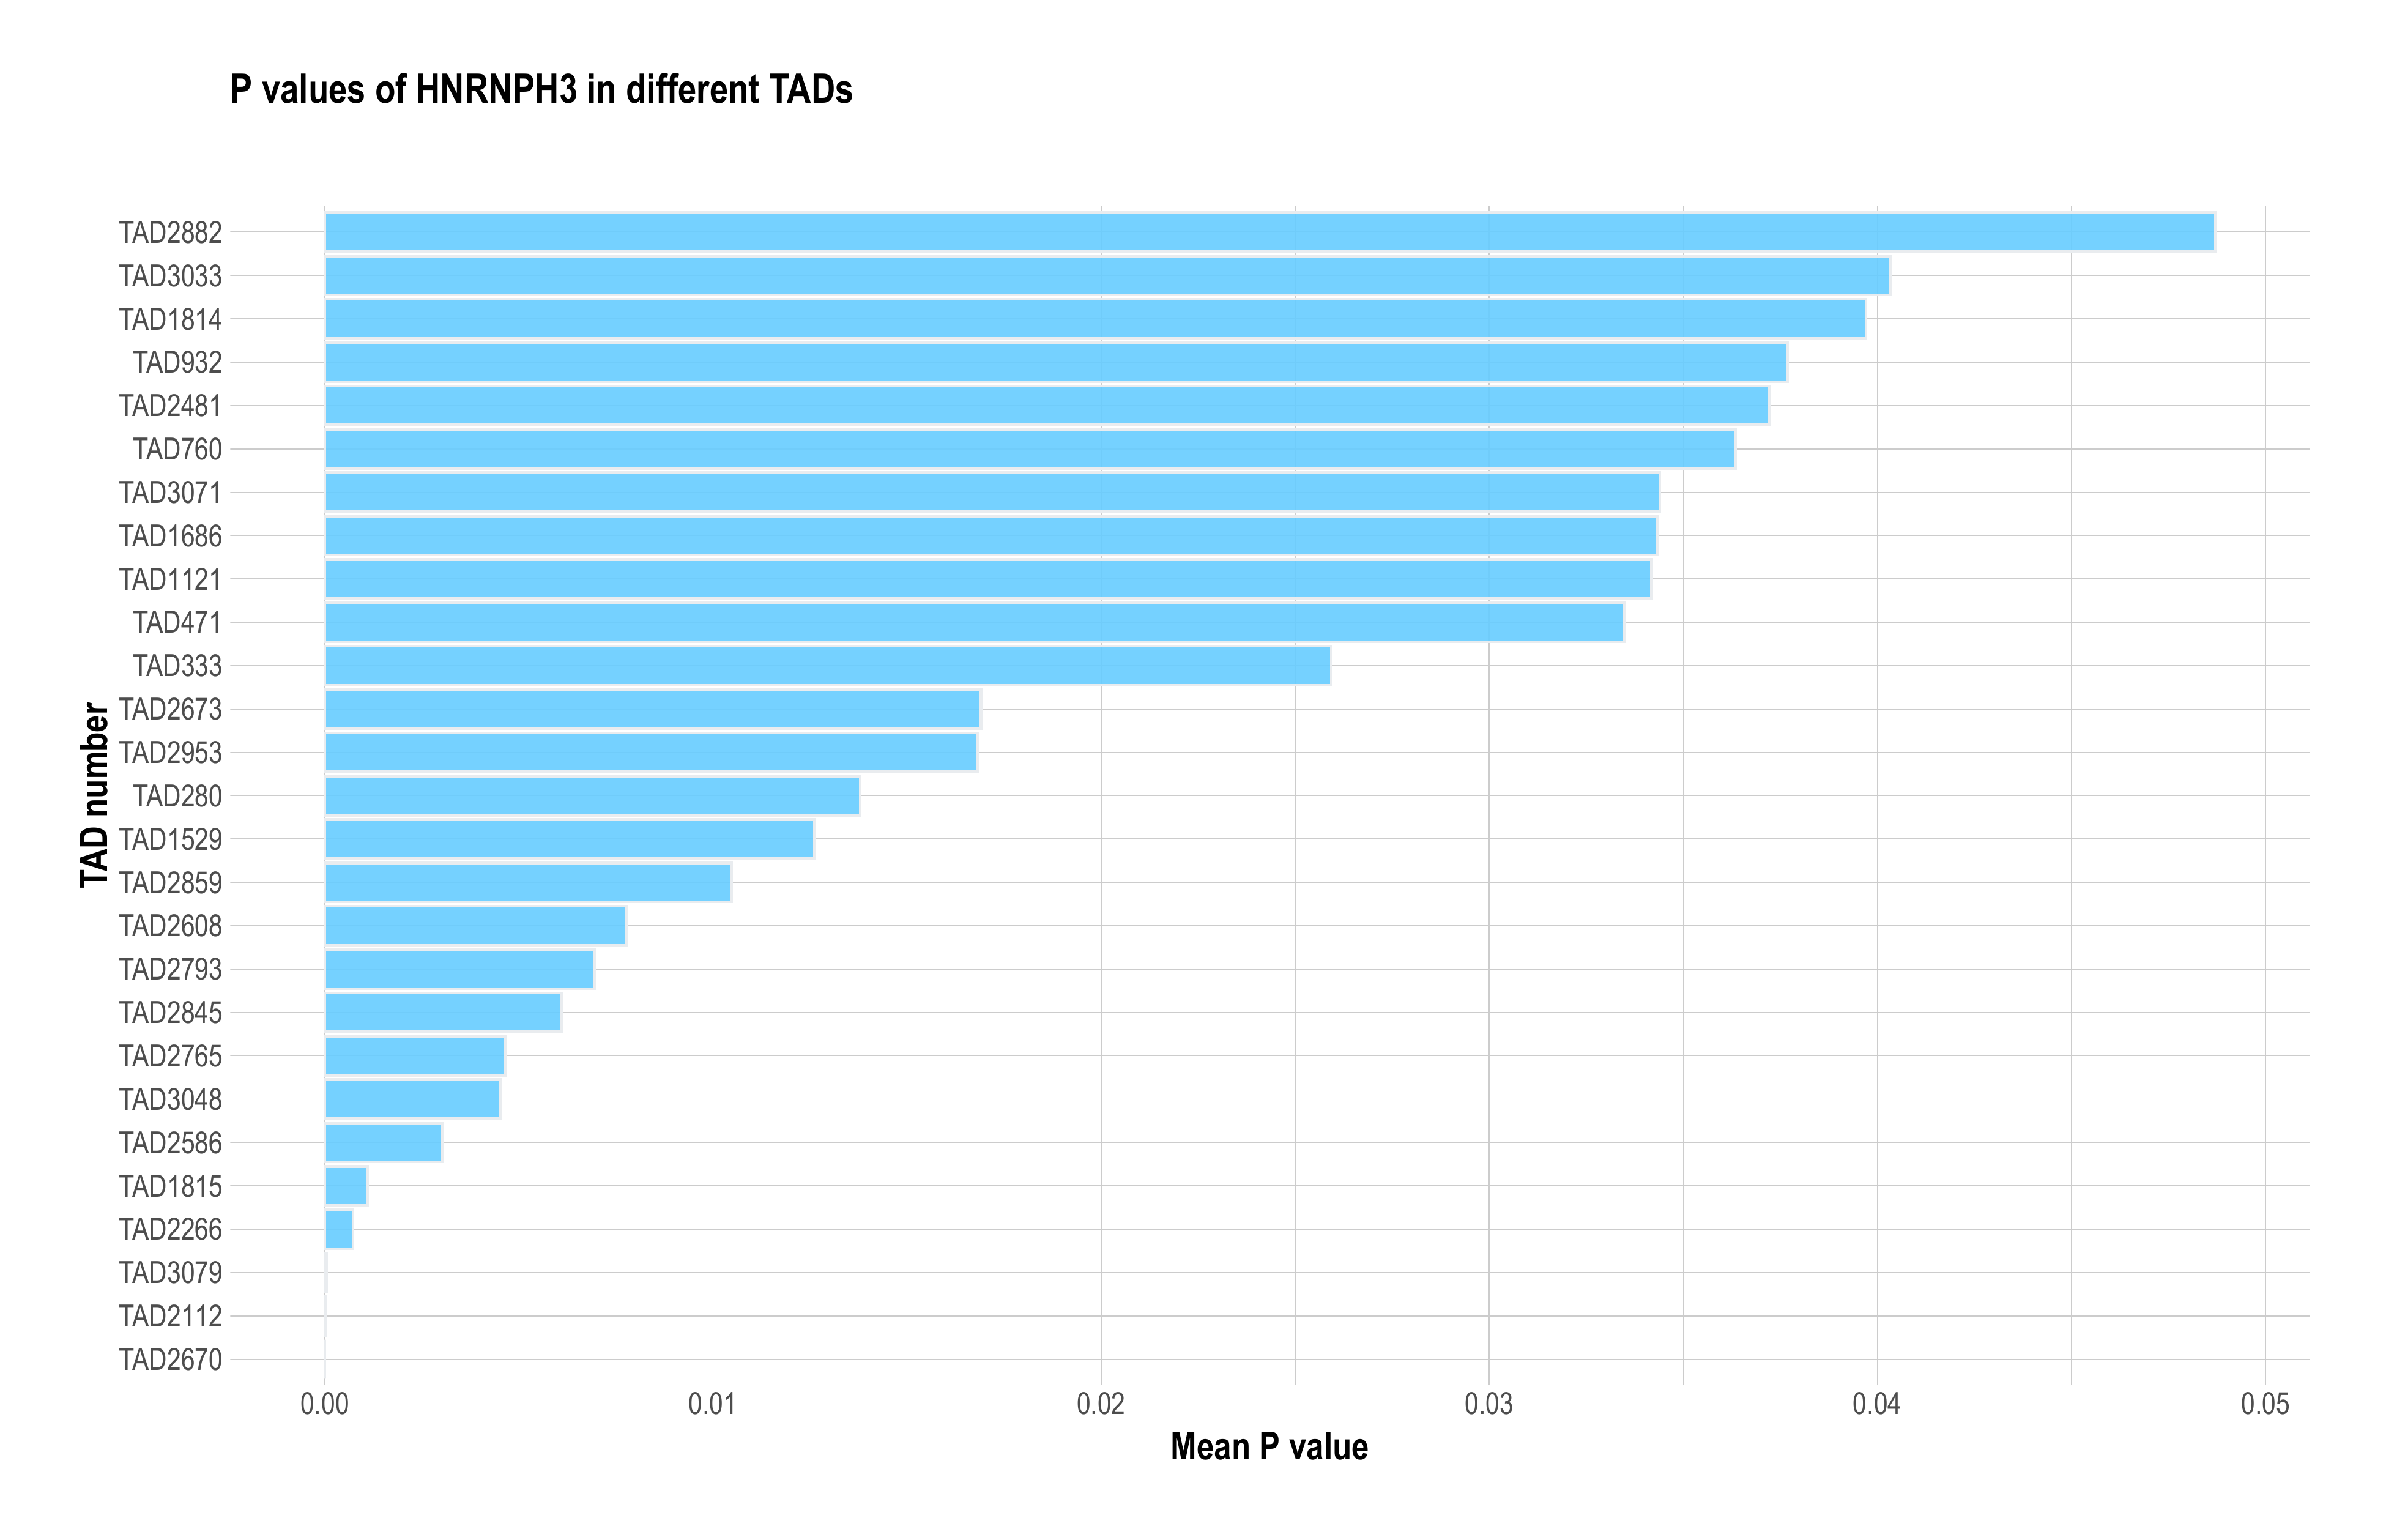 P values of HNRNPH3 in different TADs
TAD2882
TAD3033
TAD1814
TAD932
TAD2481
TAD760
TAD3071
TAD1686
TAD1121
TAD471
TAD333
TAD2673
TAD2953
TAD280
TAD1529
TAD2859
TAD2608
TAD2793
TAD2845
TAD2765
TAD3048
TAD2586
TAD1815
TAD2266
TAD3079
TAD2112
TAD2670
TAD number
0.00 0.01 0.02 0.03 0.04 0.05
Mean P value